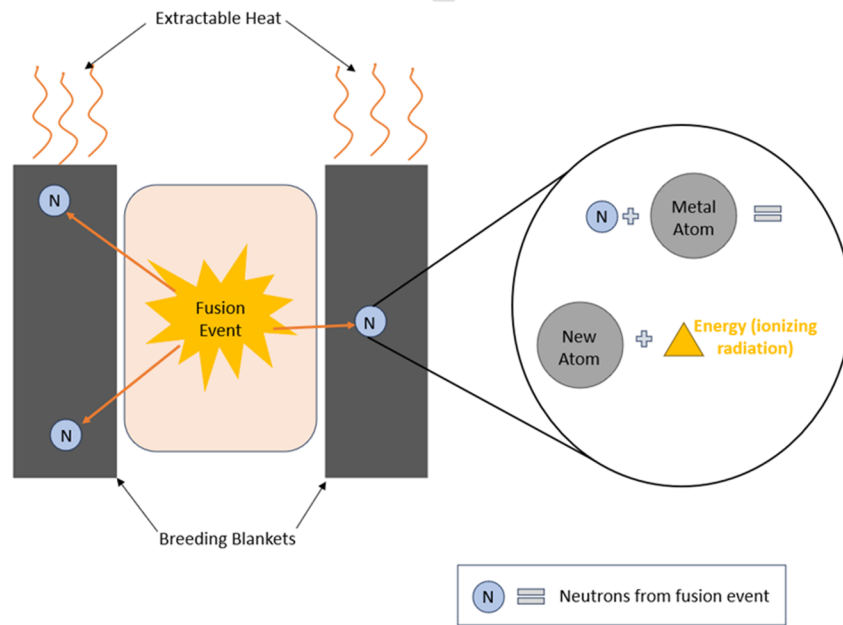 Extractable Heat
N
N
Metal
Atom
Fusion
Event
N
New
Atom
Energy (ionizing
radiation)
N
Breeding Blankets
N
Neutrons from fusion event